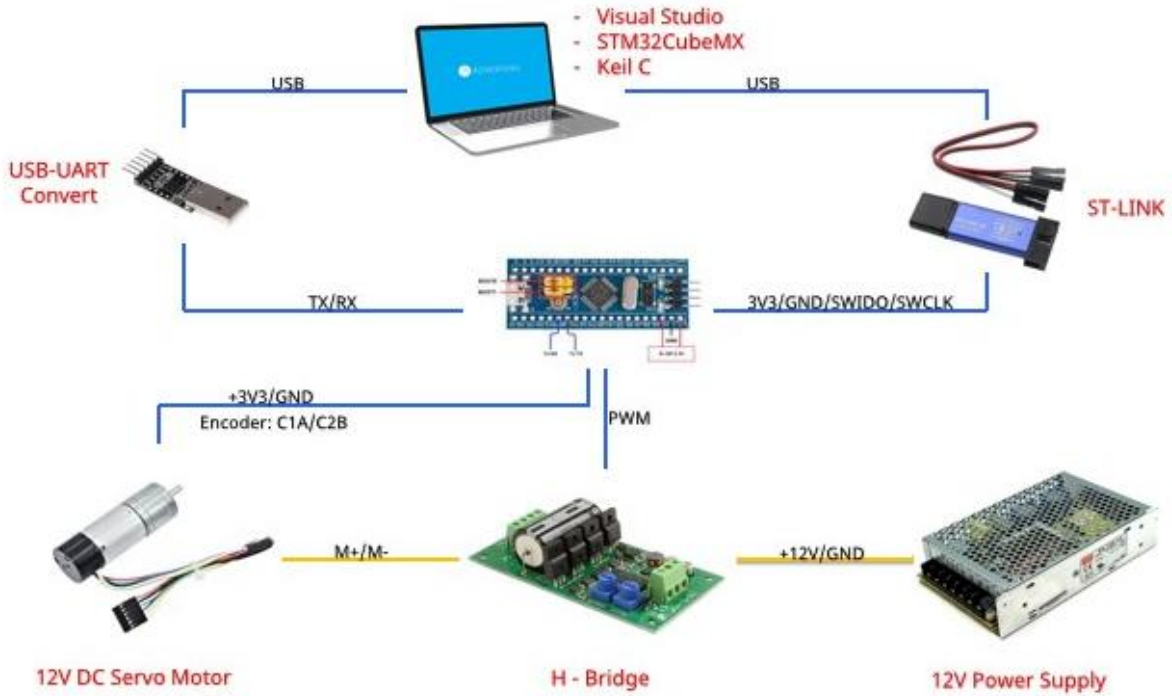 - Visual Studio
- STM32CubeMX
- Keil C
USB
USB
USB-UART
Convert
ST-LINK
TX/RX
3V3/GND/SWIDO/SWCLK
+3V3/GND
Encoder: C1A/C2B
PWM
M+/M-
+12V/GND
12V DC Servo Motor
H - Bridge
12V Power Supply